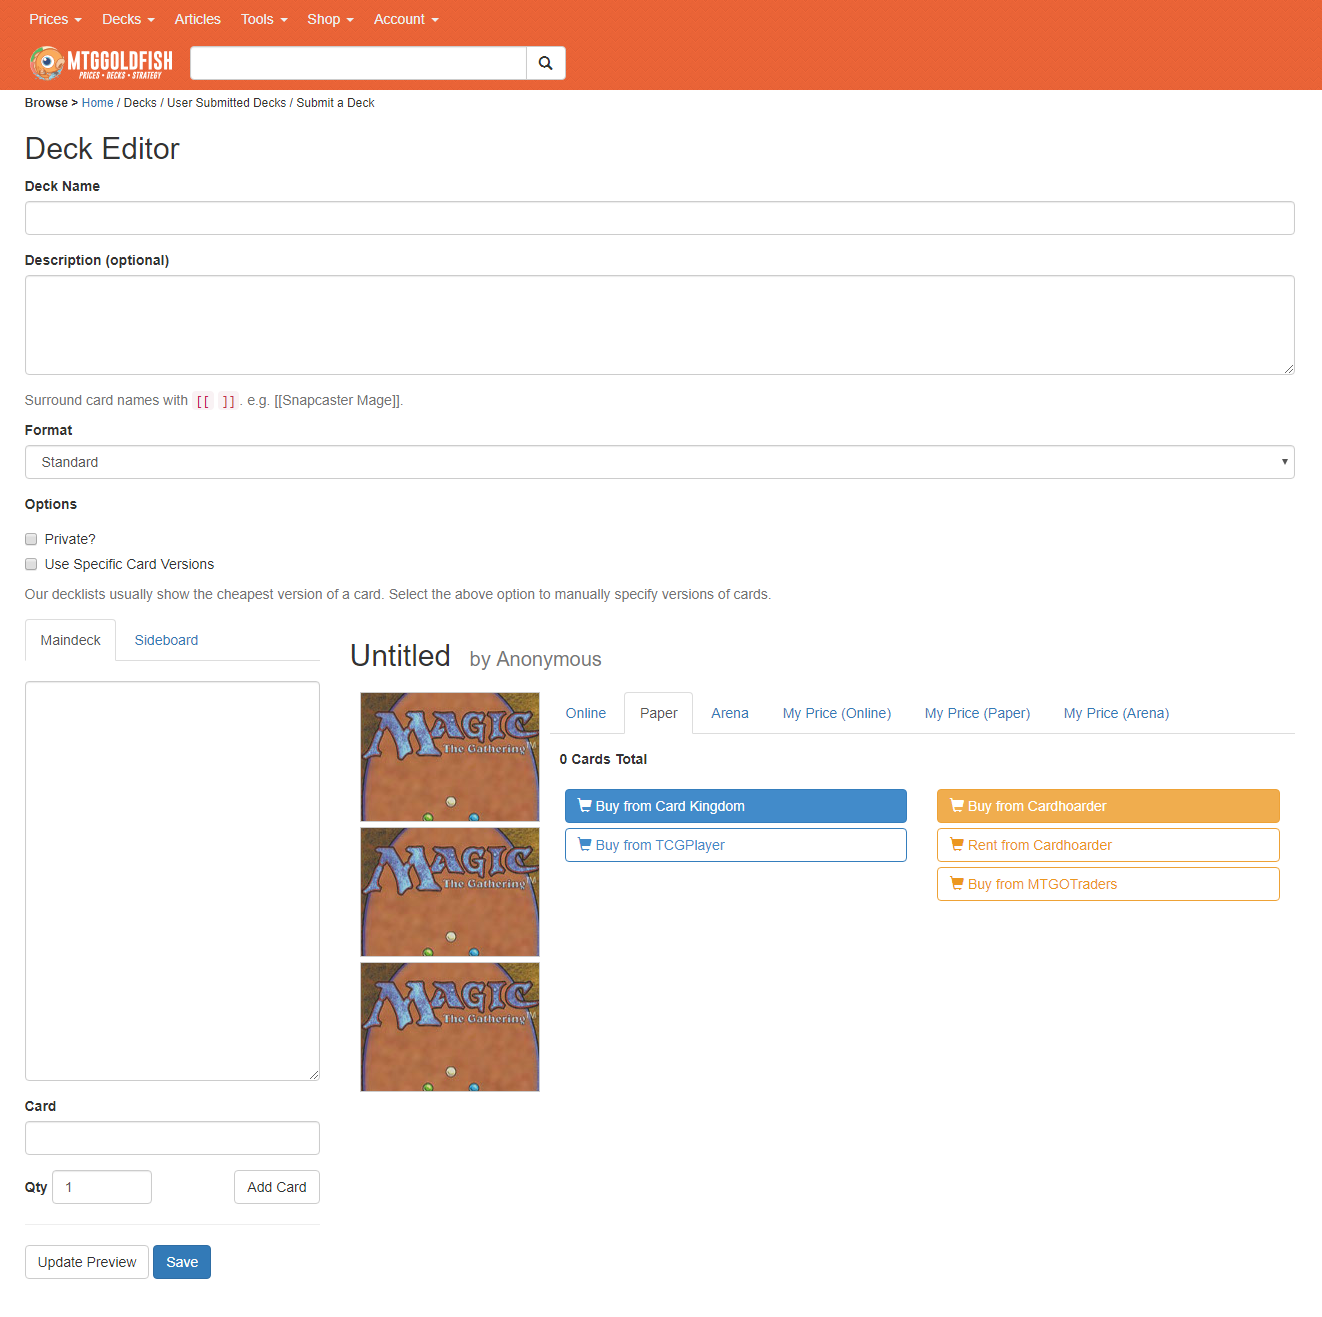 Prices Decks Articles Tools Shop Account
MTGGOLDFISH
PRICES • DECKS • STRATEGY
Browse > Home / Decks / User Submitted Decks / Submit a Deck
Deck Editor
Deck Name
Description (optional)
Surround card names with [[ ]]. e.g. [[Snapcaster Mage]].
Format
Standard
Options
Private?
Use Specific Card Versions
Our decklists usually show the cheapest version of a card. Select the above option to manually specify versions of cards.
Maindeck Sideboard
Untitled by Anonymous
MAGIC
The Gathering™
MAGIC
The Gathering™
MAGIC
The Gathering™
Online Paper Arena My Price (Online) My Price (Paper) My Price (Arena)
0 Cards Total
Buy from Card Kingdom
Buy from TCGPlayer
Buy from Cardhoarder
Rent from Cardhoarder
Buy from MTGOTraders
Card
Qty 1 Add Card
Update Preview Save